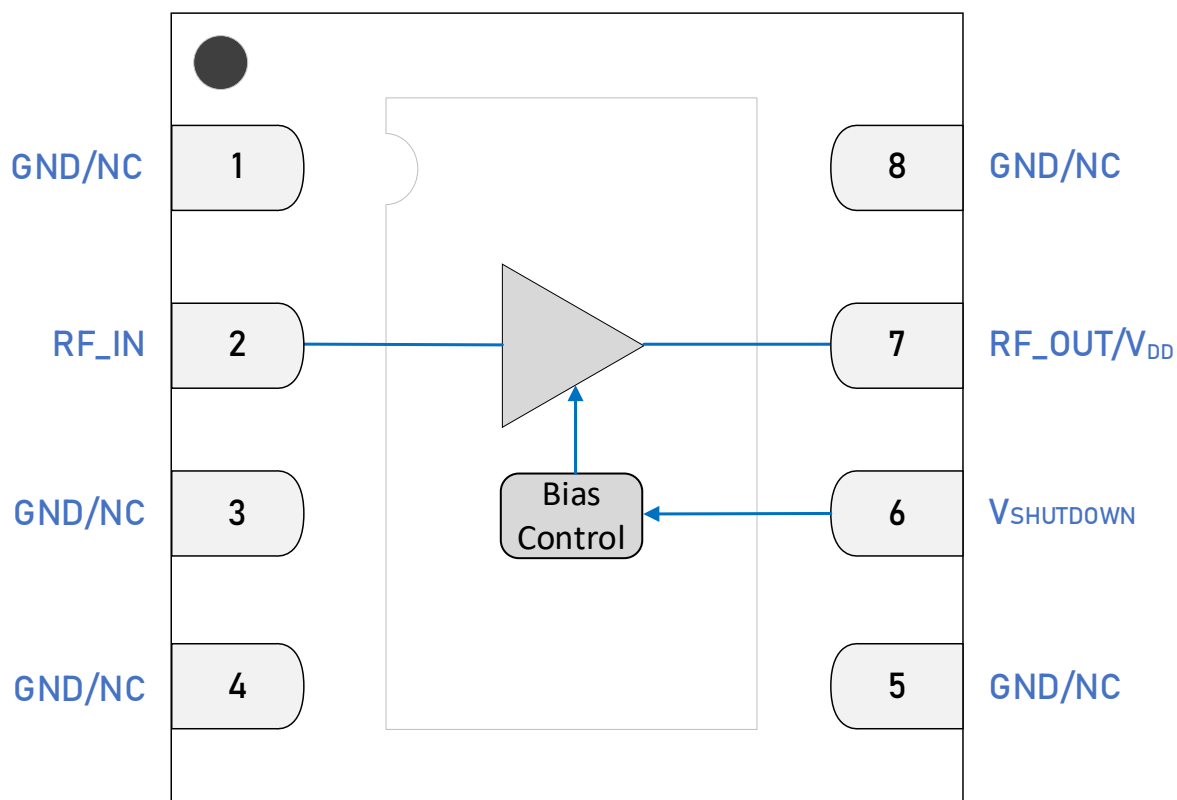 GND/NC 1 8 GND/NC
RF_IN 2 7 RF_OUT/VDD
Bias
Control
GND/NC 3 6 VSHUTDOWN
GND/NC 4 5 GND/NC